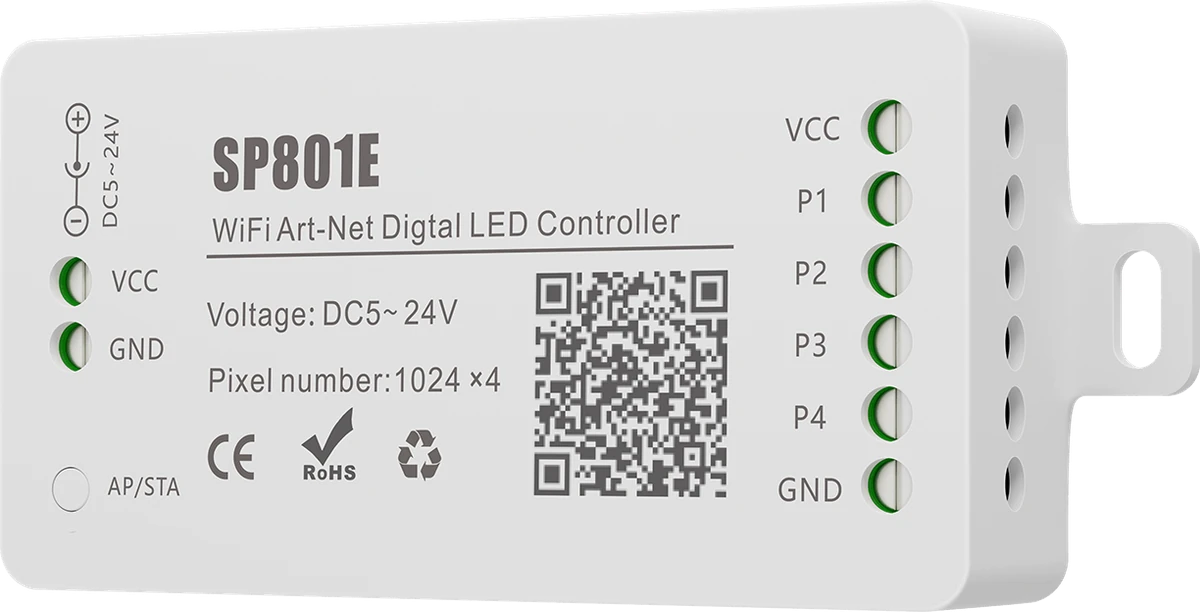 DC5~24V
VCC
GND
AP/STA
SP801E
WiFi Art-Net Digtal LED Controller
Voltage: DC5~ 24V
Pixel number:1024 ×4
CE
RoHS
VCC
P1
P2
P3
P4
GND